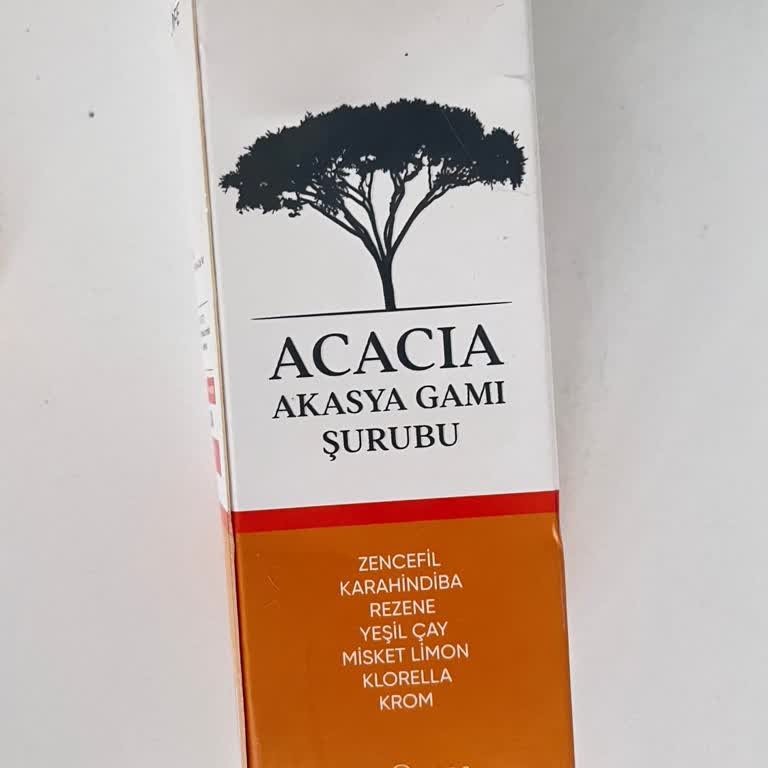 ACACIA
AKASYA GAMI
ŞURUBU
ZENCEFİL
KARAHİNDİBA
REZENE
YEŞİL ÇAY
MİSKET LİMON
KLORELLA
KROM